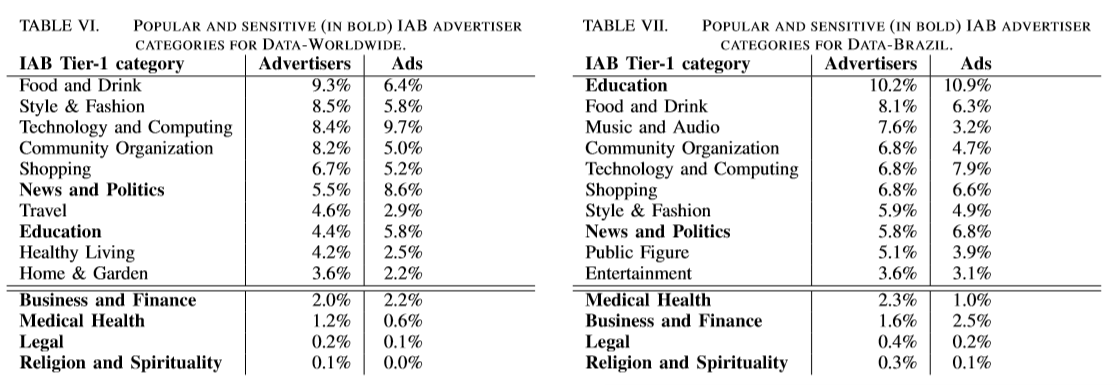 TABLE VI. POPULAR AND SENSITIVE (IN BOLD) IAB ADVERTISER
CATEGORIES FOR DATA-WORLDWIDE.
IAB Tier-1 category Advertisers Ads
Food and Drink 9.3% 6.4%
Style & Fashion 8.5% 5.8%
Technology and Computing 8.4% 9.7%
Community Organization 8.2% 5.0%
Shopping 6.7% 5.2%
News and Politics 5.5% 8.6%
Travel 4.6% 2.9%
Education 4.4% 5.8%
Healthy Living 4.2% 2.5%
Home & Garden 3.6% 2.2%
Business and Finance 2.0% 2.2%
Medical Health 1.2% 0.6%
Legal 0.2% 0.1%
Religion and Spirituality 0.1% 0.0%
TABLE VII. POPULAR AND SENSITIVE (IN BOLD) IAB ADVERTISER
CATEGORIES FOR DATA-BRAZIL.
IAB Tier-1 category Advertisers Ads
Education 10.2% 10.9%
Food and Drink 8.1% 6.3%
Music and Audio 7.6% 3.2%
Community Organization 6.8% 4.7%
Technology and Computing 6.8% 7.9%
Shopping 6.8% 6.6%
Style & Fashion 5.9% 4.9%
News and Politics 5.8% 6.8%
Public Figure 5.1% 3.9%
Entertainment 3.6% 3.1%
Medical Health 2.3% 1.0%
Business and Finance 1.6% 2.5%
Legal 0.4% 0.2%
Religion and Spirituality 0.3% 0.1%